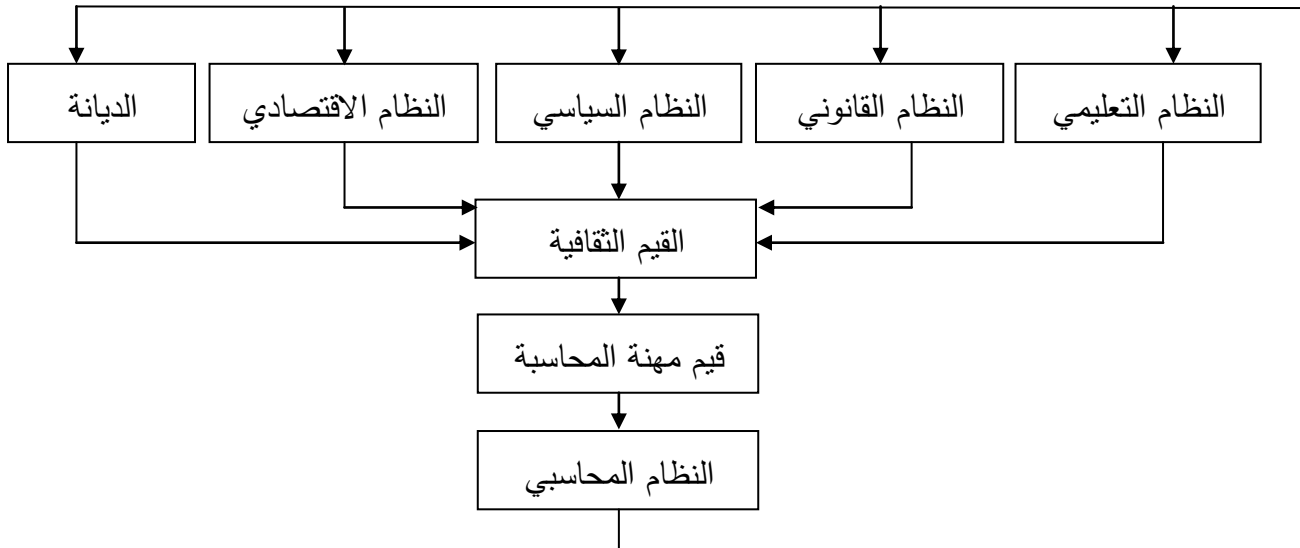 النظام التعليمي
النظام القانوني
النظام السياسي
النظام الاقتصادي
الديانة
القيم الثقافية
قيم مهنة المحاسبة
النظام المحاسبي